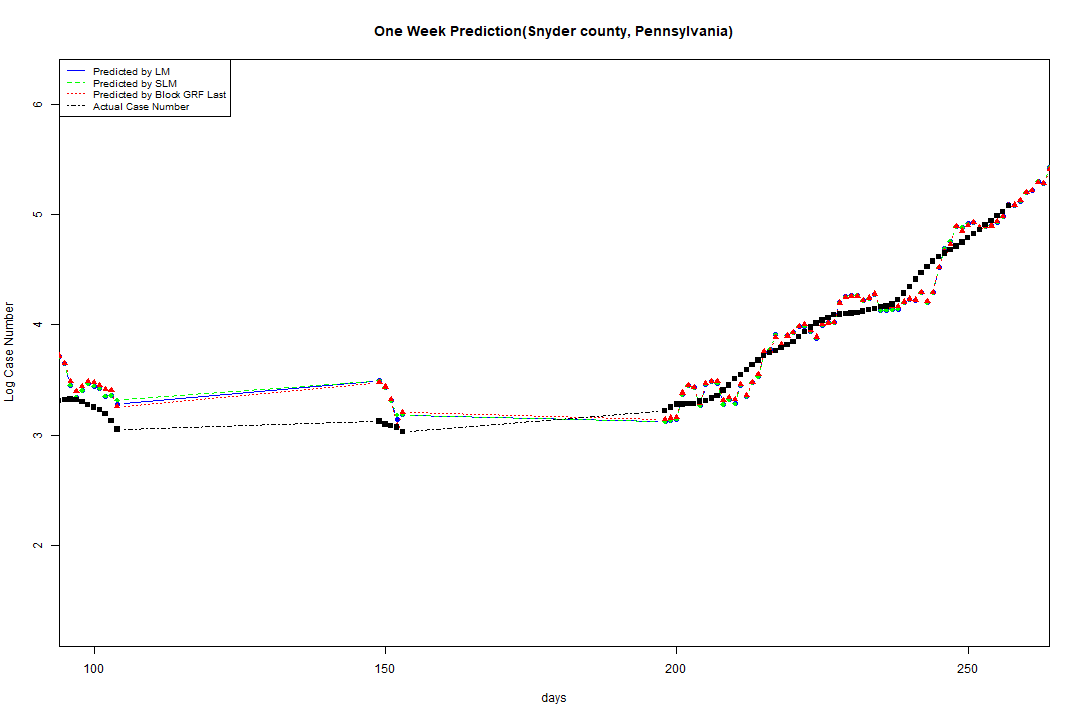 One Week Prediction(Snyder county, Pennsylvania)
Predicted by LM
Predicted by SLM
Predicted by Block GRF Last
Actual Case Number
6
5
4
3
2
Log Case Number
100 150 200 250
days